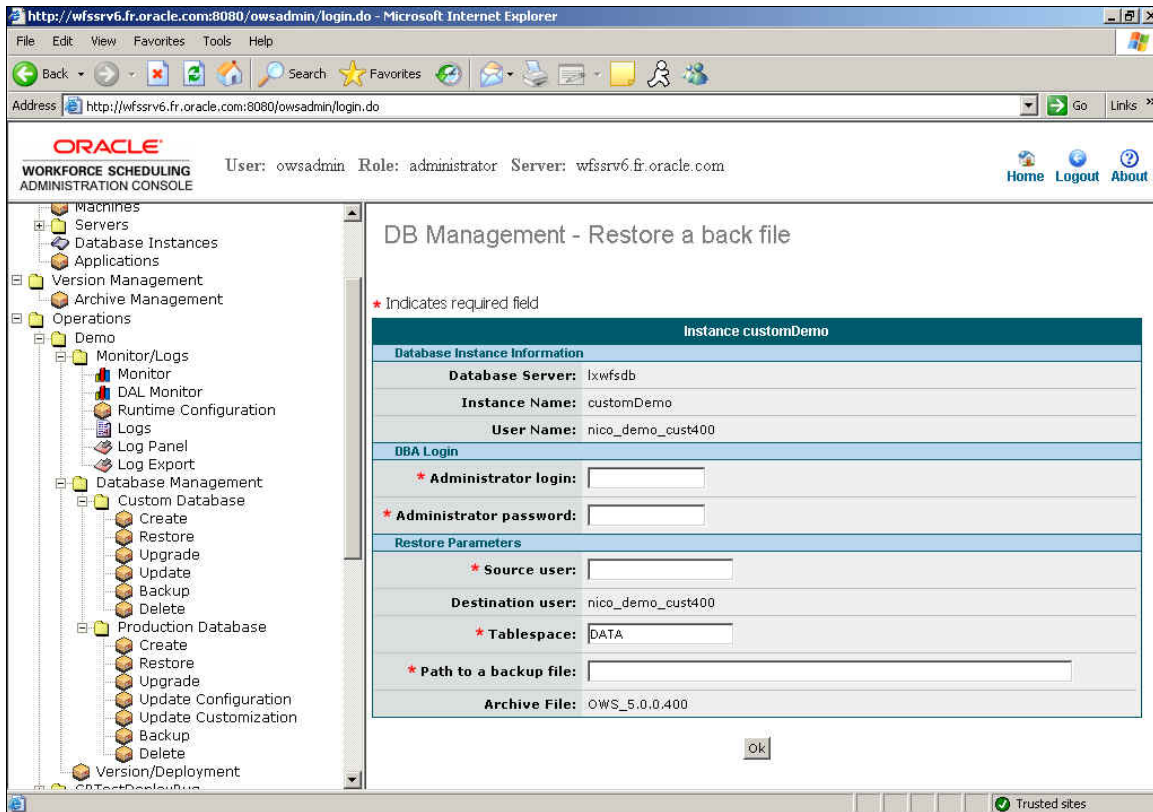 http://wfssrv6.fr.oracle.com:8080/owsadmin/login.do - Microsoft Internet Explorer
File Edit View Favorites Tools Help
Back Search Favorites
Address http://wfssrv6.fr.oracle.com:8080/owsadmin/login.do Go Links »
ORACLE
WORKFORCE SCHEDULING
ADMINISTRATION CONSOLE
User: owsadmin Role: administrator Server: wfssrv6.fr.oracle.com
Home Logout About
Machines
Servers
Database Instances
Applications
Version Management
Archive Management
Operations
Demo
Monitor/Logs
Monitor
DAL Monitor
Runtime Configuration
Logs
Log Panel
Log Export
Database Management
Custom Database
Create
Restore
Upgrade
Update
Backup
Delete
Production Database
Create
Restore
Upgrade
Update Configuration
Update Customization
Backup
Delete
Version/Deployment
DB Management - Restore a back file
* Indicates required field
Instance customDemo
Database Instance Information
Database Server: lxwfsdb
Instance Name: customDemo
User Name: nico_demo_cust400
DBA Login
* Administrator login:
* Administrator password:
Restore Parameters
* Source user:
Destination user: nico_demo_cust400
* Tablespace: DATA
* Path to a backup file:
Archive File: OWS_5.0.0.400
Ok
Trusted sites